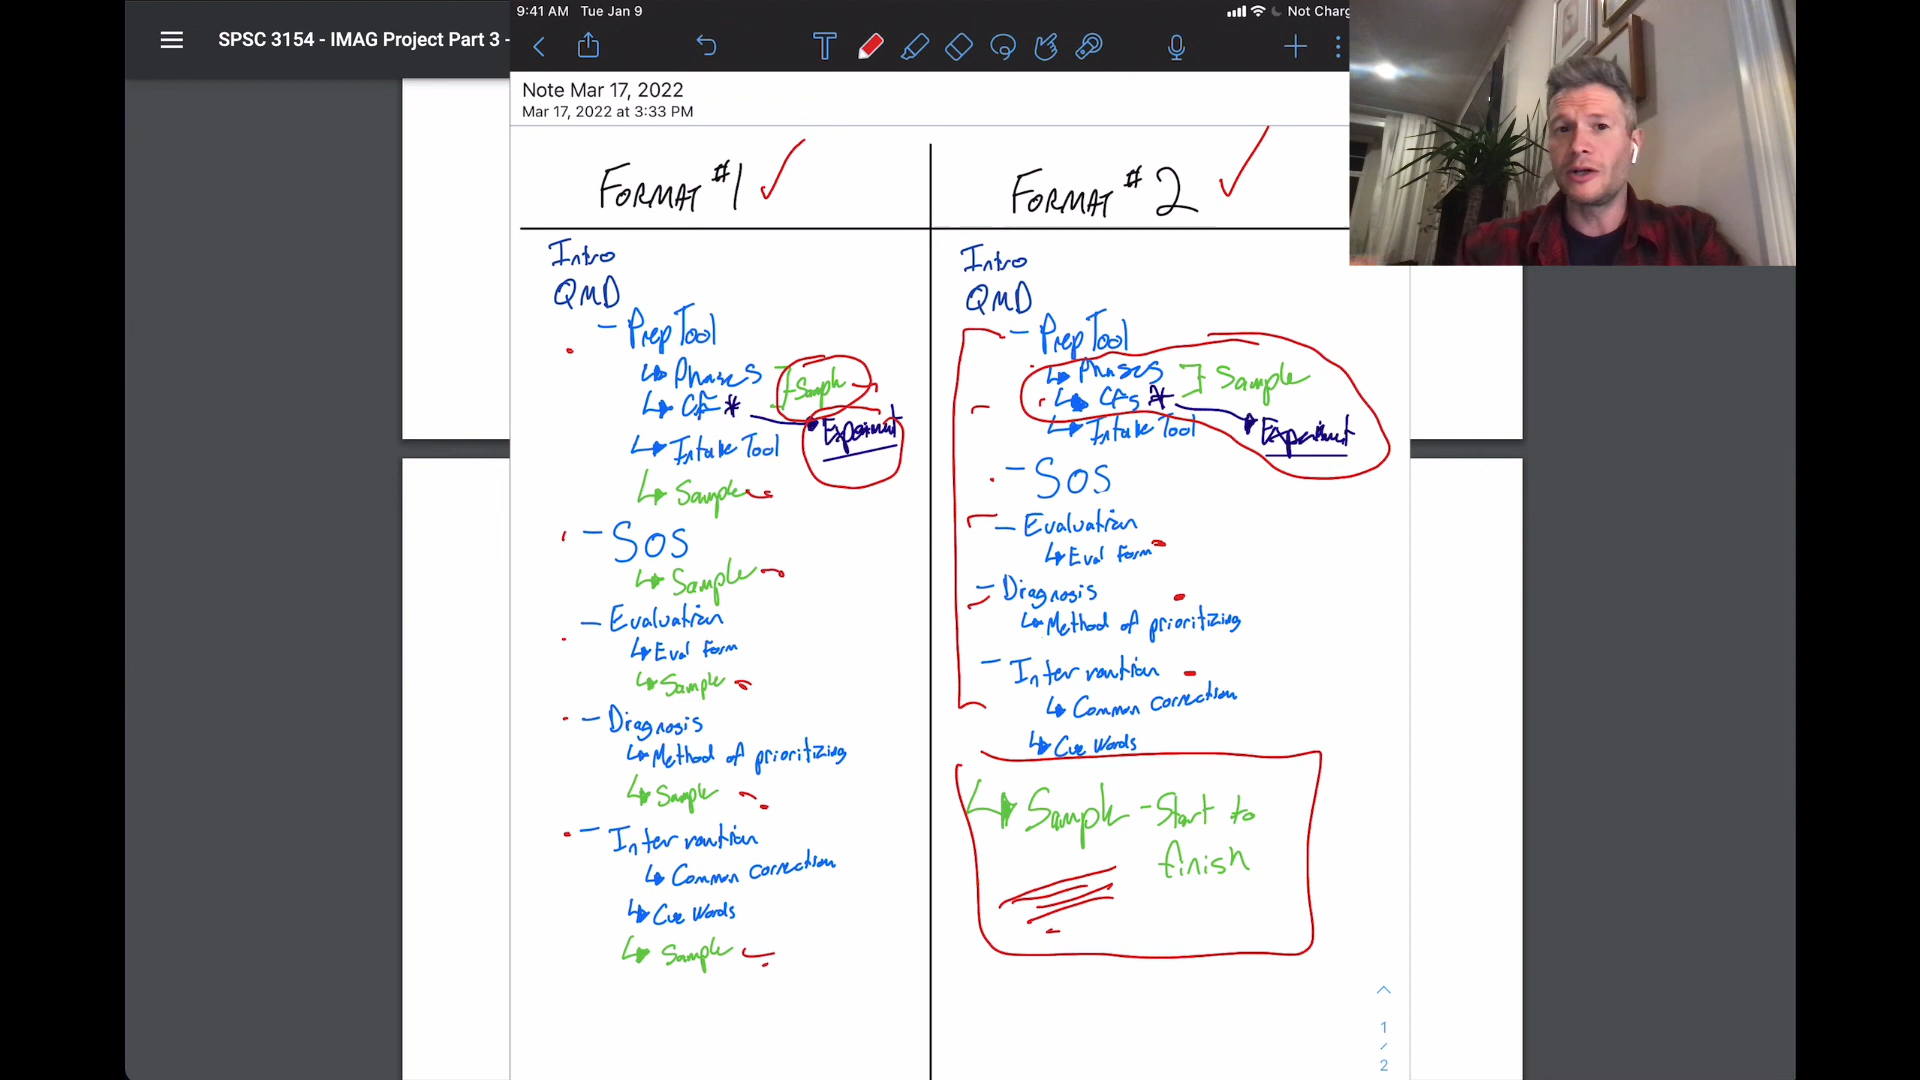 9:41 AM Tue Jan 9
Not Charg
SPSC 3154 - IMAG Project Part 3 -
T
Note Mar 17, 2022
Mar 17, 2022 at 3:33 PM
FORMAT #1
Intro
QMD
- Prep Tool
Phases
CF *
Sample
Experiment
Intake Tool
Sample
- SOS
Sample
- Evaluation
Eval Form
Sample
- Diagnosis
Method of prioritizing
Sample
- Intervention
Common correction
Cue Words
Sample
FORMAT #2
Intro
QMD
- Prep Tool
Phases
CFs *
Sample
Experiment
Intake Tool
- SOS
- Evaluation
Eval Form
- Diagnosis
Method of prioritizing
- Intervention
Common correction
Cue Words
Sample - Start to
finish
1
/
2